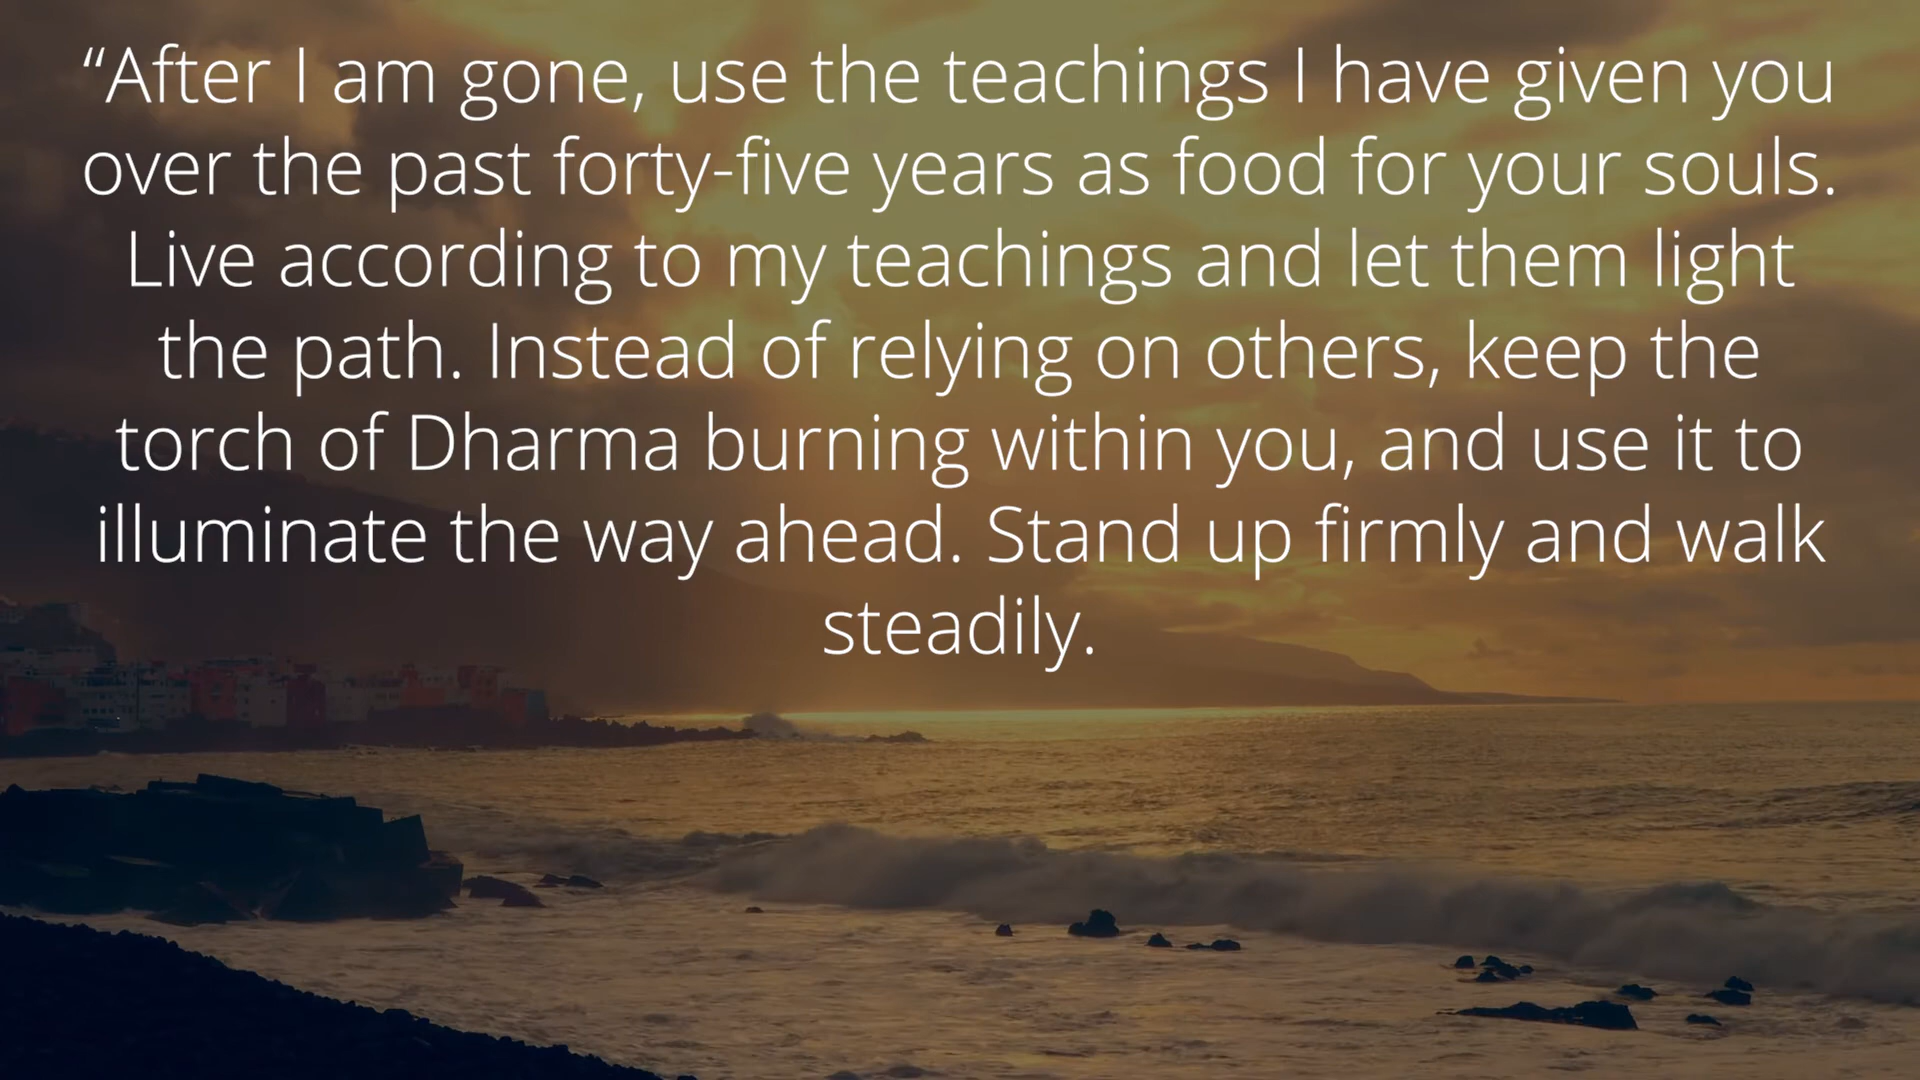 “After I am gone, use the teachings I have given you
over the past forty-five years as food for your souls.
Live according to my teachings and let them light
the path. Instead of relying on others, keep the
torch of Dharma burning within you, and use it to
illuminate the way ahead. Stand up firmly and walk
steadily.